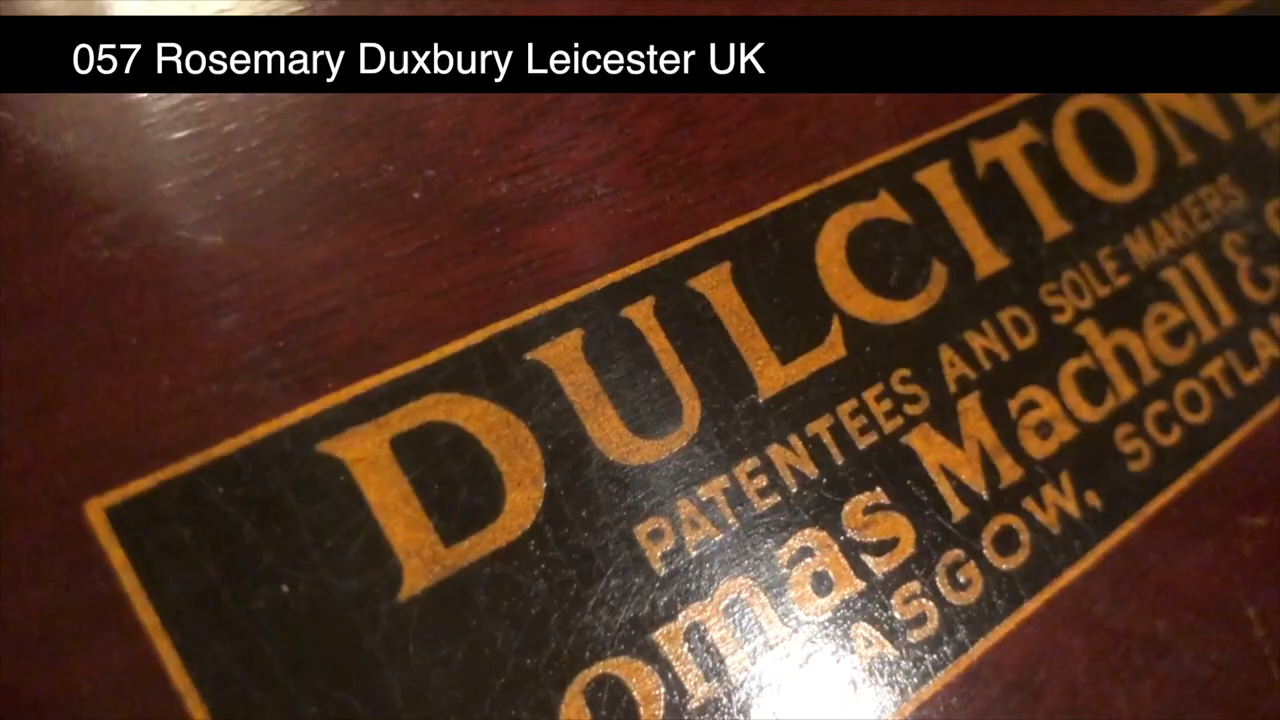 057 Rosemary Duxbury Leicester UK
DULCITONE
PATENTEES AND SOLE MAKERS
omas Machell &
ASGOW, SCOTLA